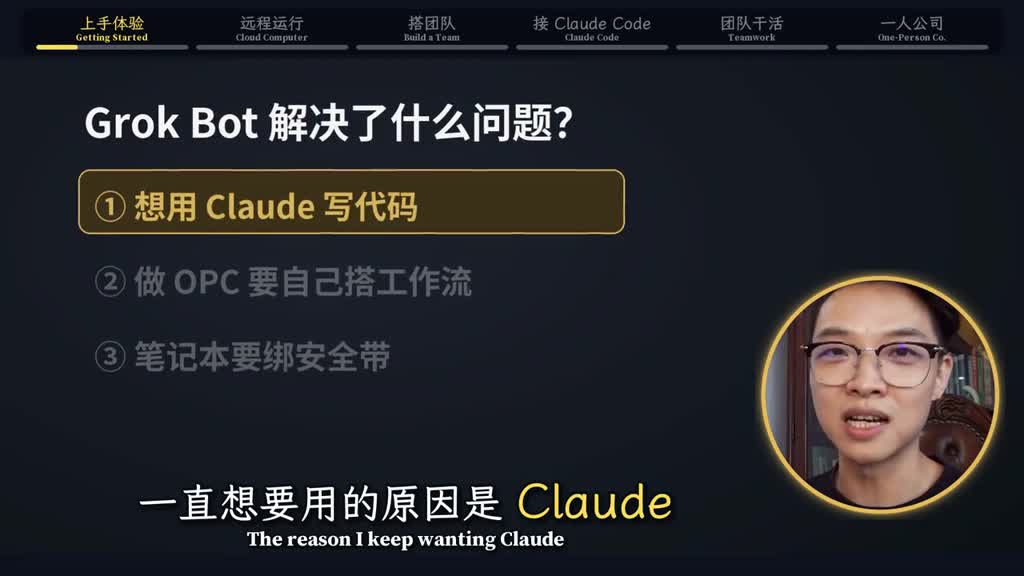 上手体验
Getting Started
远程运行
Cloud Computer
搭团队
Build a Team
接 Claude Code
Claude Code
团队干活
Teamwork
一人公司
One-Person Co.
Grok Bot 解决了什么问题?
① 想用 Claude 写代码
② 做 OPC 要自己搭工作流
③ 笔记本要绑安全带
一直想要用的原因是 Claude
The reason I keep wanting Claude